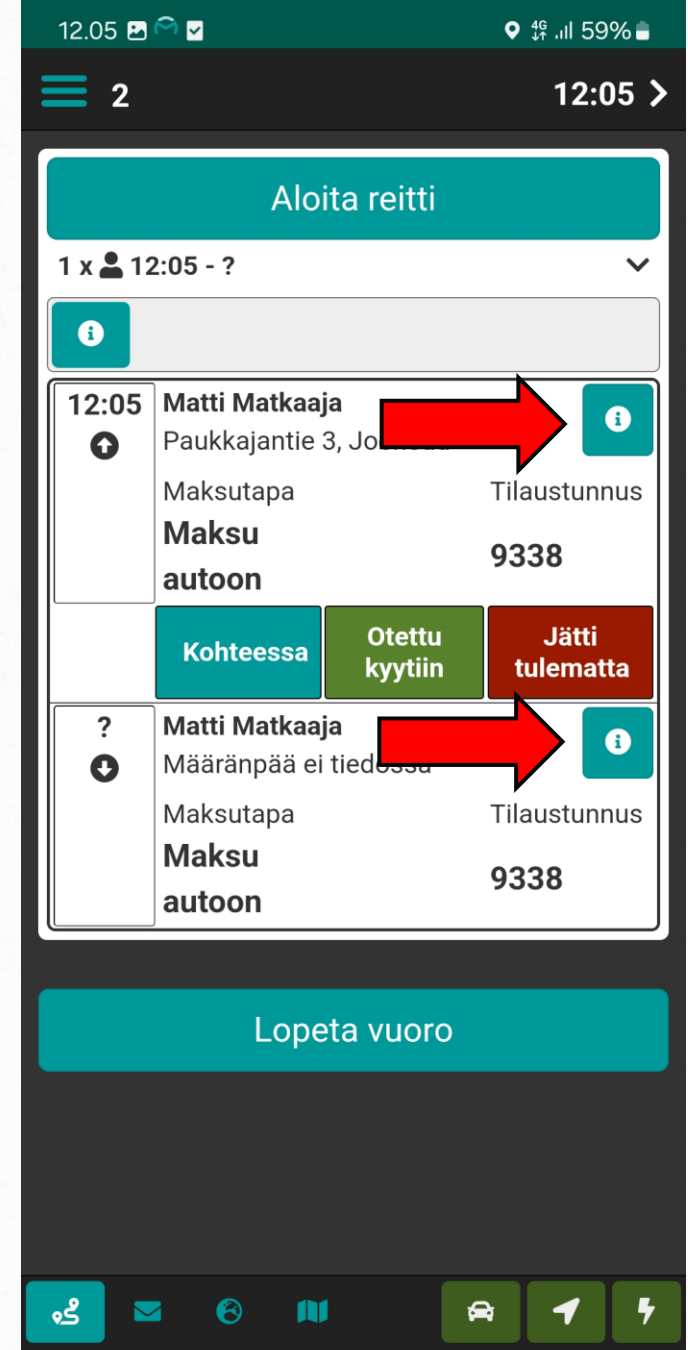 12.05 4G 59%
2 12:05
Aloita reitti
1 x 12:05 - ?
12:05 Matti Matkaaja
Paukkajantie 3,
Maksutapa Tilaustunnus
Maksu
autoon 9338
Kohteessa Otettu kyytiin Jätti tulematta
? Matti Matkaaja
Määränpää ei tiedossa
Maksutapa Tilaustunnus
Maksu
autoon 9338
Lopeta vuoro